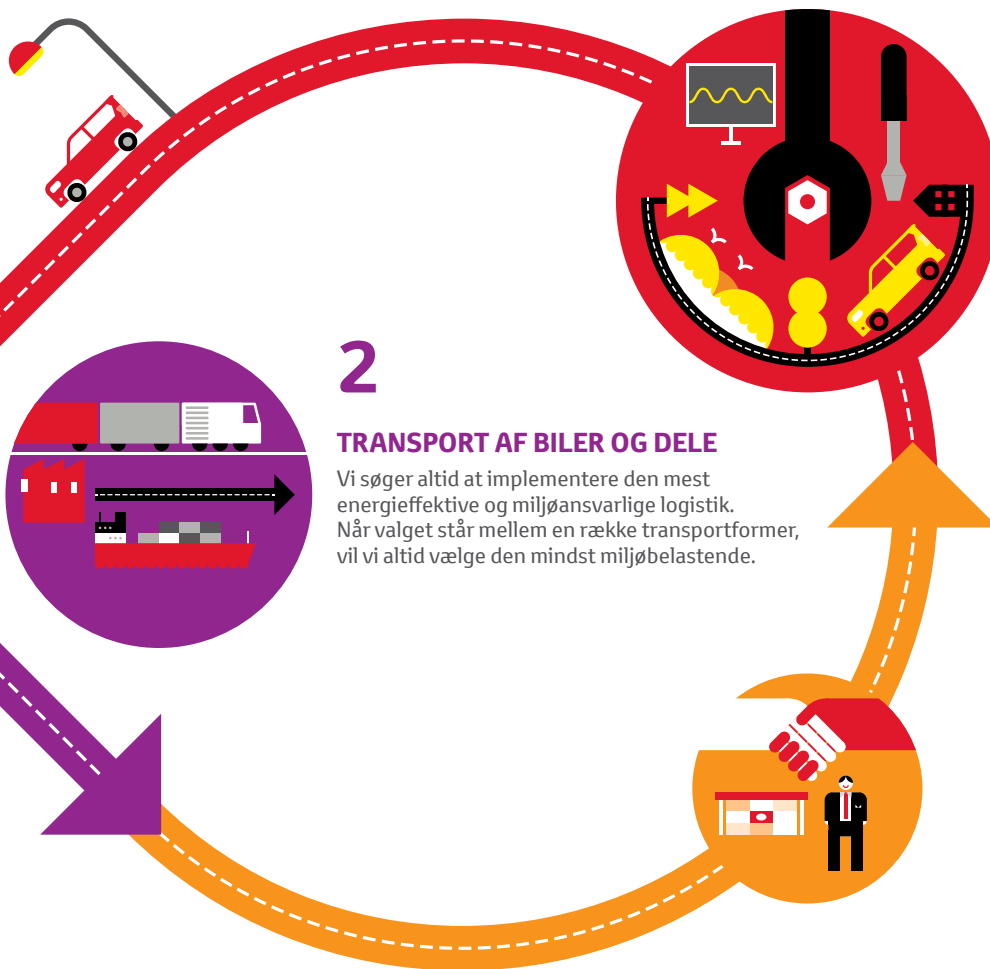 2
TRANSPORT AF BILER OG DELE
Vi søger altid at implementere den mest
energieffektive og miljøansvarlige logistik.
Når valget står mellem en række transportformer,
vil vi altid vælge den mindst miljøbelastende.